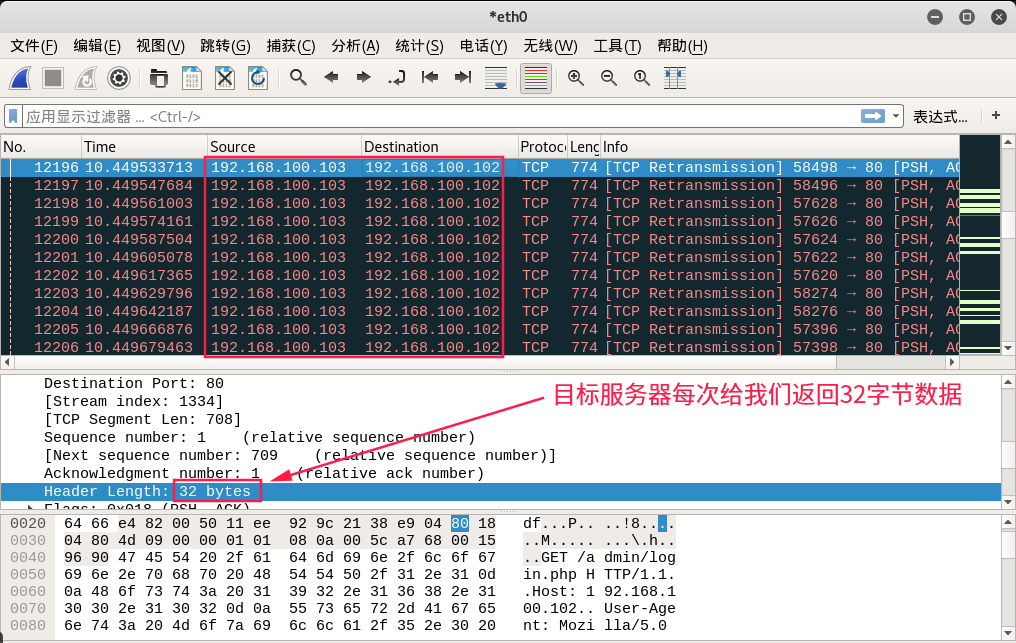 *eth0
文件(F) 编辑(E) 视图(V) 跳转(G) 捕获(C) 分析(A) 统计(S) 电话(Y) 无线(W) 工具(T) 帮助(H)
应用显示过滤器 … <Ctrl-/> 表达式… +
No. Time Source Destination Protoc Leng Info
12196 10.449533713 192.168.100.103 192.168.100.102 TCP 774 [TCP Retransmission] 58498 → 80 [PSH, AC
12197 10.449547684 192.168.100.103 192.168.100.102 TCP 774 [TCP Retransmission] 58496 → 80 [PSH, AC
12198 10.449561003 192.168.100.103 192.168.100.102 TCP 774 [TCP Retransmission] 57628 → 80 [PSH, AC
12199 10.449574161 192.168.100.103 192.168.100.102 TCP 774 [TCP Retransmission] 57626 → 80 [PSH, AC
12200 10.449587504 192.168.100.103 192.168.100.102 TCP 774 [TCP Retransmission] 57624 → 80 [PSH, AC
12201 10.449605078 192.168.100.103 192.168.100.102 TCP 774 [TCP Retransmission] 57622 → 80 [PSH, AC
12202 10.449617365 192.168.100.103 192.168.100.102 TCP 774 [TCP Retransmission] 57620 → 80 [PSH, AC
12203 10.449629796 192.168.100.103 192.168.100.102 TCP 774 [TCP Retransmission] 58274 → 80 [PSH, AC
12204 10.449642187 192.168.100.103 192.168.100.102 TCP 774 [TCP Retransmission] 58276 → 80 [PSH, AC
12205 10.449666876 192.168.100.103 192.168.100.102 TCP 774 [TCP Retransmission] 57396 → 80 [PSH, AC
12206 10.449679463 192.168.100.103 192.168.100.102 TCP 774 [TCP Retransmission] 57398 → 80 [PSH, AC
Destination Port: 80
目标服务器每次给我们返回32字节数据
[Stream index: 1334]
[TCP Segment Len: 708]
Sequence number: 1 (relative sequence number)
[Next sequence number: 709 (relative sequence number)]
Acknowledgment number: 1 (relative ack number)
Header Length: 32 bytes
Flags: 0x018 (PSH, ACK)
0020 64 66 e4 82 00 50 11 ee 92 9c 21 38 e9 04 80 18 df...P.. ..!8....
0030 04 80 4d 09 00 00 01 01 08 0a 00 5c a7 68 00 15 ..M..... ...\.h..
0040 96 90 47 45 54 20 2f 61 64 6d 69 6e 2f 6c 6f 67 ..GET /a dmin/log
0050 69 6e 2e 70 68 70 20 48 54 54 50 2f 31 2e 31 0d in.php H TTP/1.1.
0060 0a 48 6f 73 74 3a 20 31 39 32 2e 31 36 38 2e 31 .Host: 1 92.168.1
0070 30 30 2e 31 30 32 0d 0a 55 73 65 72 2d 41 67 65 00.102.. User-Age
0080 6e 74 3a 20 4d 6f 7a 69 6c 6c 61 2f 35 2e 30 20 nt: Mozi lla/5.0